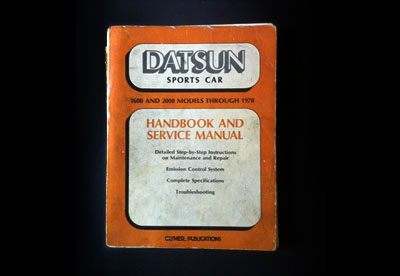 DATSUN
SPORTS CAR
1600 AND 2000 MODELS THROUGH 1970
HANDBOOK AND
SERVICE MANUAL
Detailed Step-by-Step Instructions
on Maintenance and Repair
Emission Control System
Complete Specifications
Troubleshooting
CLYMER PUBLICATIONS